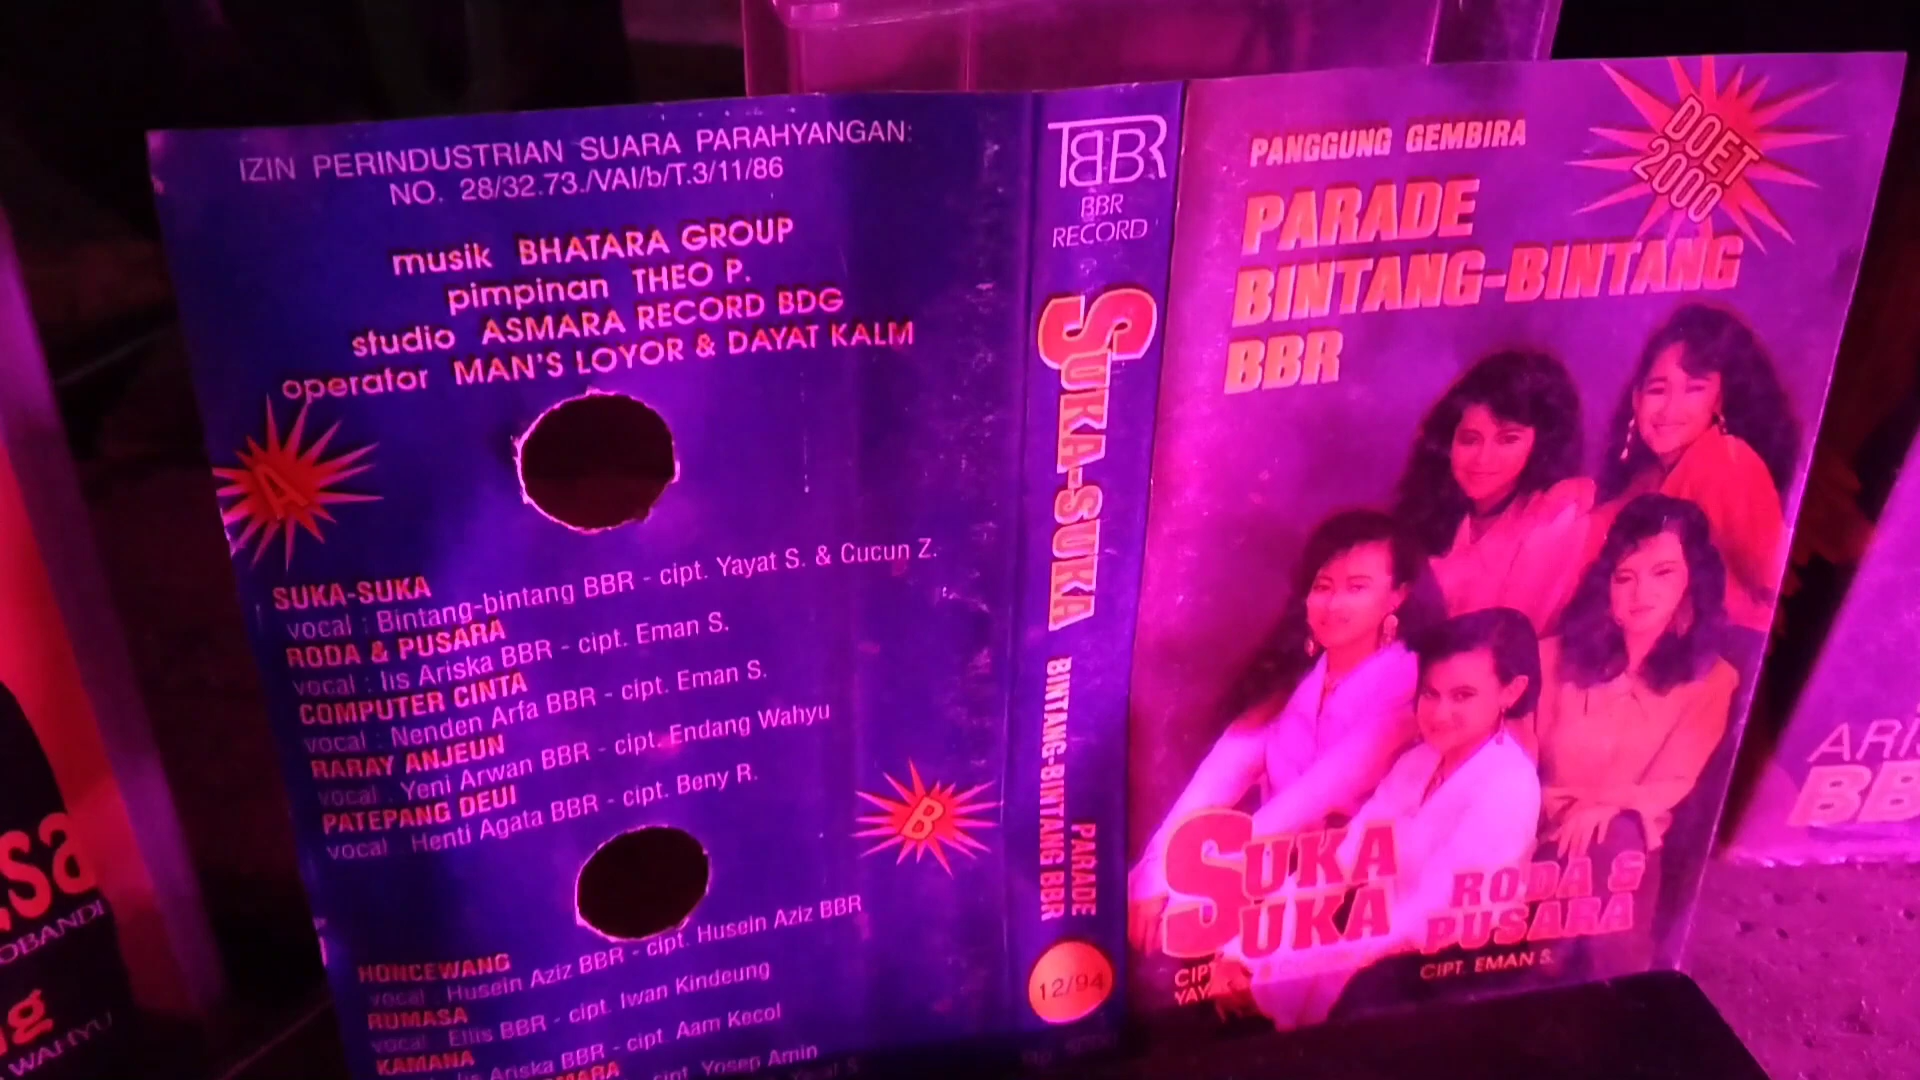 IZIN PERINDUSTRIAN SUARA PARAHYANGAN:
NO. 28/32.73./VAI/b/T.3/11/86
musik BHATARA GROUP
pimpinan THEO P.
studio ASMARA RECORD BDG
operator MAN'S LOYOR & DAYAT KALM
A
SUKA-SUKA
vocal : Bintang-bintang BBR - cipt. Yayat S. & Cucun Z.
RODA & PUSARA
vocal : Iis Ariska BBR - cipt. Eman S.
COMPUTER CINTA
vocal : Nenden Arfa BBR - cipt. Eman S.
RARAY ANJEUN
vocal : Yeni Arwan BBR - cipt. Endang Wahyu
PATEPANG DEUI
vocal Henti Agata BBR - cipt. Beny R.
B
HONCEWANG
vocal : Husein Aziz BBR - cipt. Husein Aziz BBR
RUMASA
vocal : Ellis BBR - cipt. Iwan Kindeung
KAMANA
Ariska BBR - cipt. Aam Kecol
cipt Yosep Amin
BBR
BBR
RECORD
SUKA-SUKA
PARADE
BINTANG-BINTANG BBR
12/94
PANGGUNG GEMBIRA
DOET
2000
PARADE
BINTANG-BINTANG
BBR
SUKA
SUKA
RODA &
PUSARA
CIPT. EMAN S.
OBANDI
WAHYU